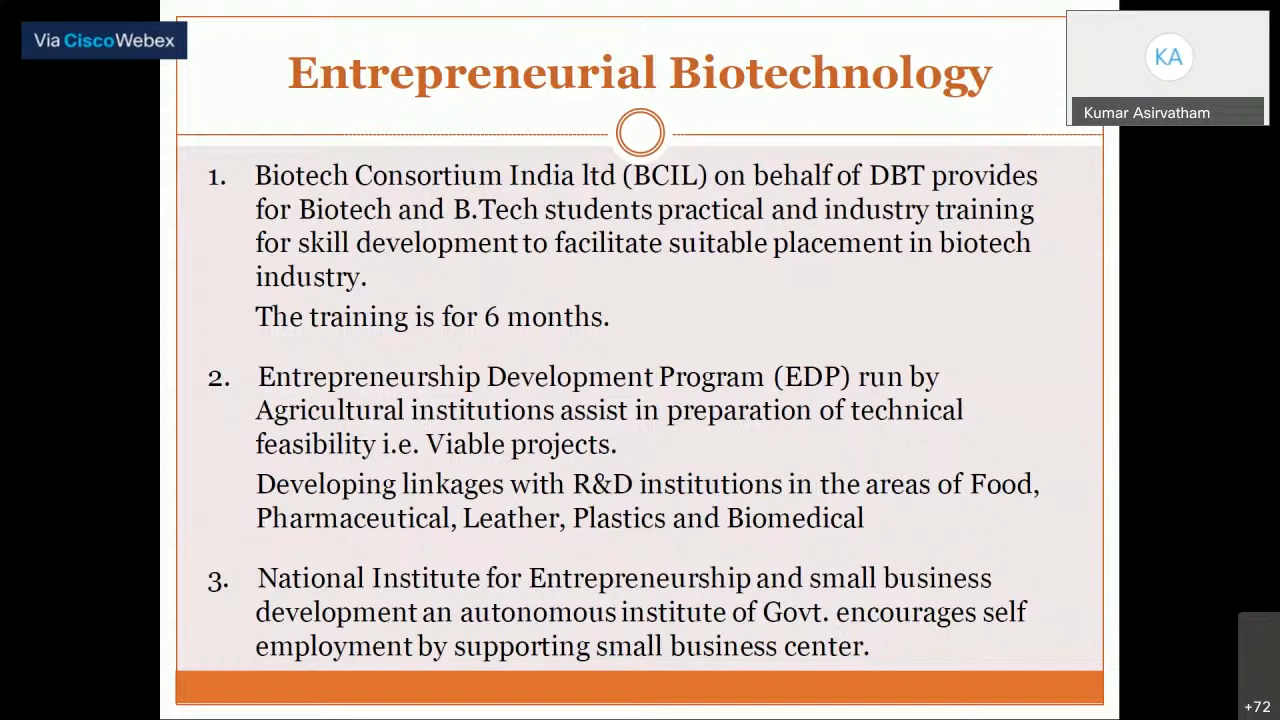 Via CiscoWebex
Entrepreneurial Biotechnology
KA
Kumar Asirvatham
1. Biotech Consortium India ltd (BCIL) on behalf of DBT provides
for Biotech and B.Tech students practical and industry training
for skill development to facilitate suitable placement in biotech
industry.
The training is for 6 months.
2. Entrepreneurship Development Program (EDP) run by
Agricultural institutions assist in preparation of technical
feasibility i.e. Viable projects.
Developing linkages with R&D institutions in the areas of Food,
Pharmaceutical, Leather, Plastics and Biomedical
3. National Institute for Entrepreneurship and small business
development an autonomous institute of Govt. encourages self
employment by supporting small business center.
+72